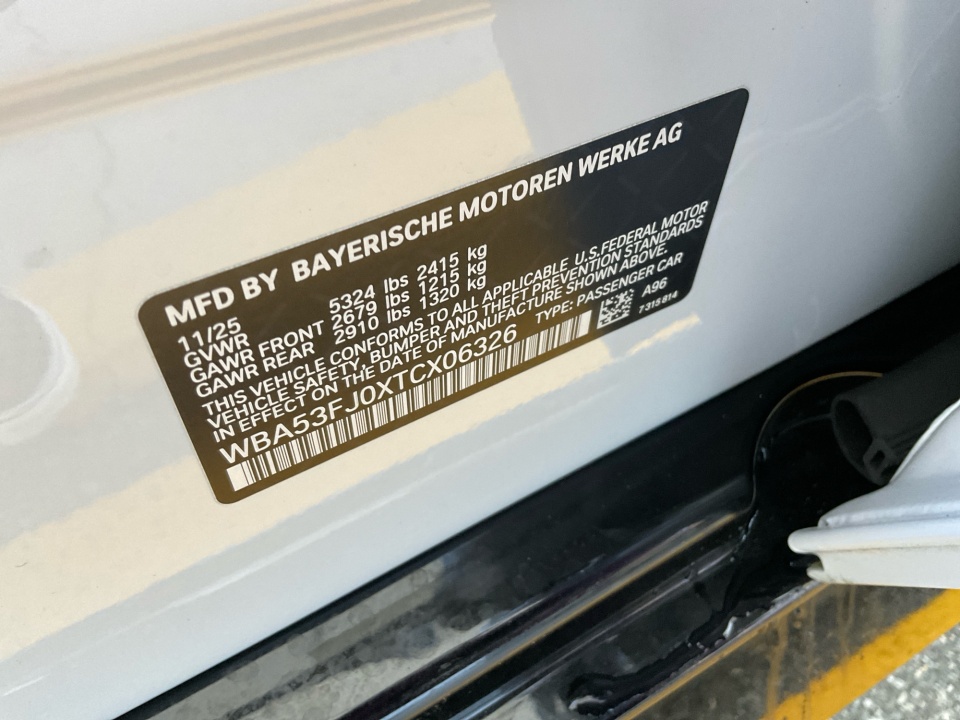 MFD BY BAYERISCHE MOTOREN WERKE AG
11/25
GVWR 5324 lbs 2415 kg
GAWR FRONT 2679 lbs 1215 kg
GAWR REAR 2910 lbs 1320 kg
THIS VEHICLE CONFORMS TO ALL APPLICABLE U.S.FEDERAL MOTOR
VEHICLE SAFETY, BUMPER AND THEFT PREVENTION STANDARDS
IN EFFECT ON THE DATE OF MANUFACTURE SHOWN ABOVE.
WBA53FJ0XTCX06326 TYPE: PASSENGER CAR
A96
7315814